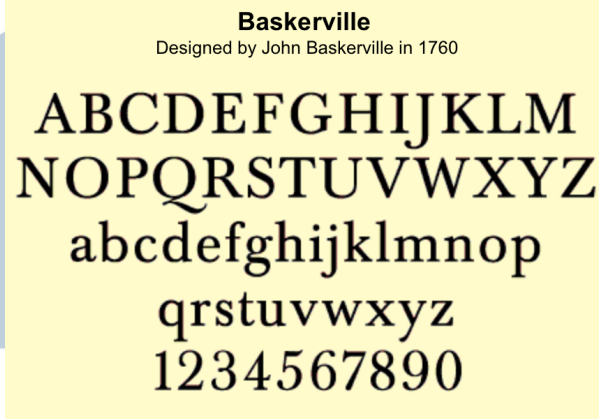 Baskerville
Designed by John Baskerville in 1760
ABCDEFGHIJKLM
NOPQRSTUVWXYZ
abcdefghijklmnop
qrstuvwxyz
1234567890